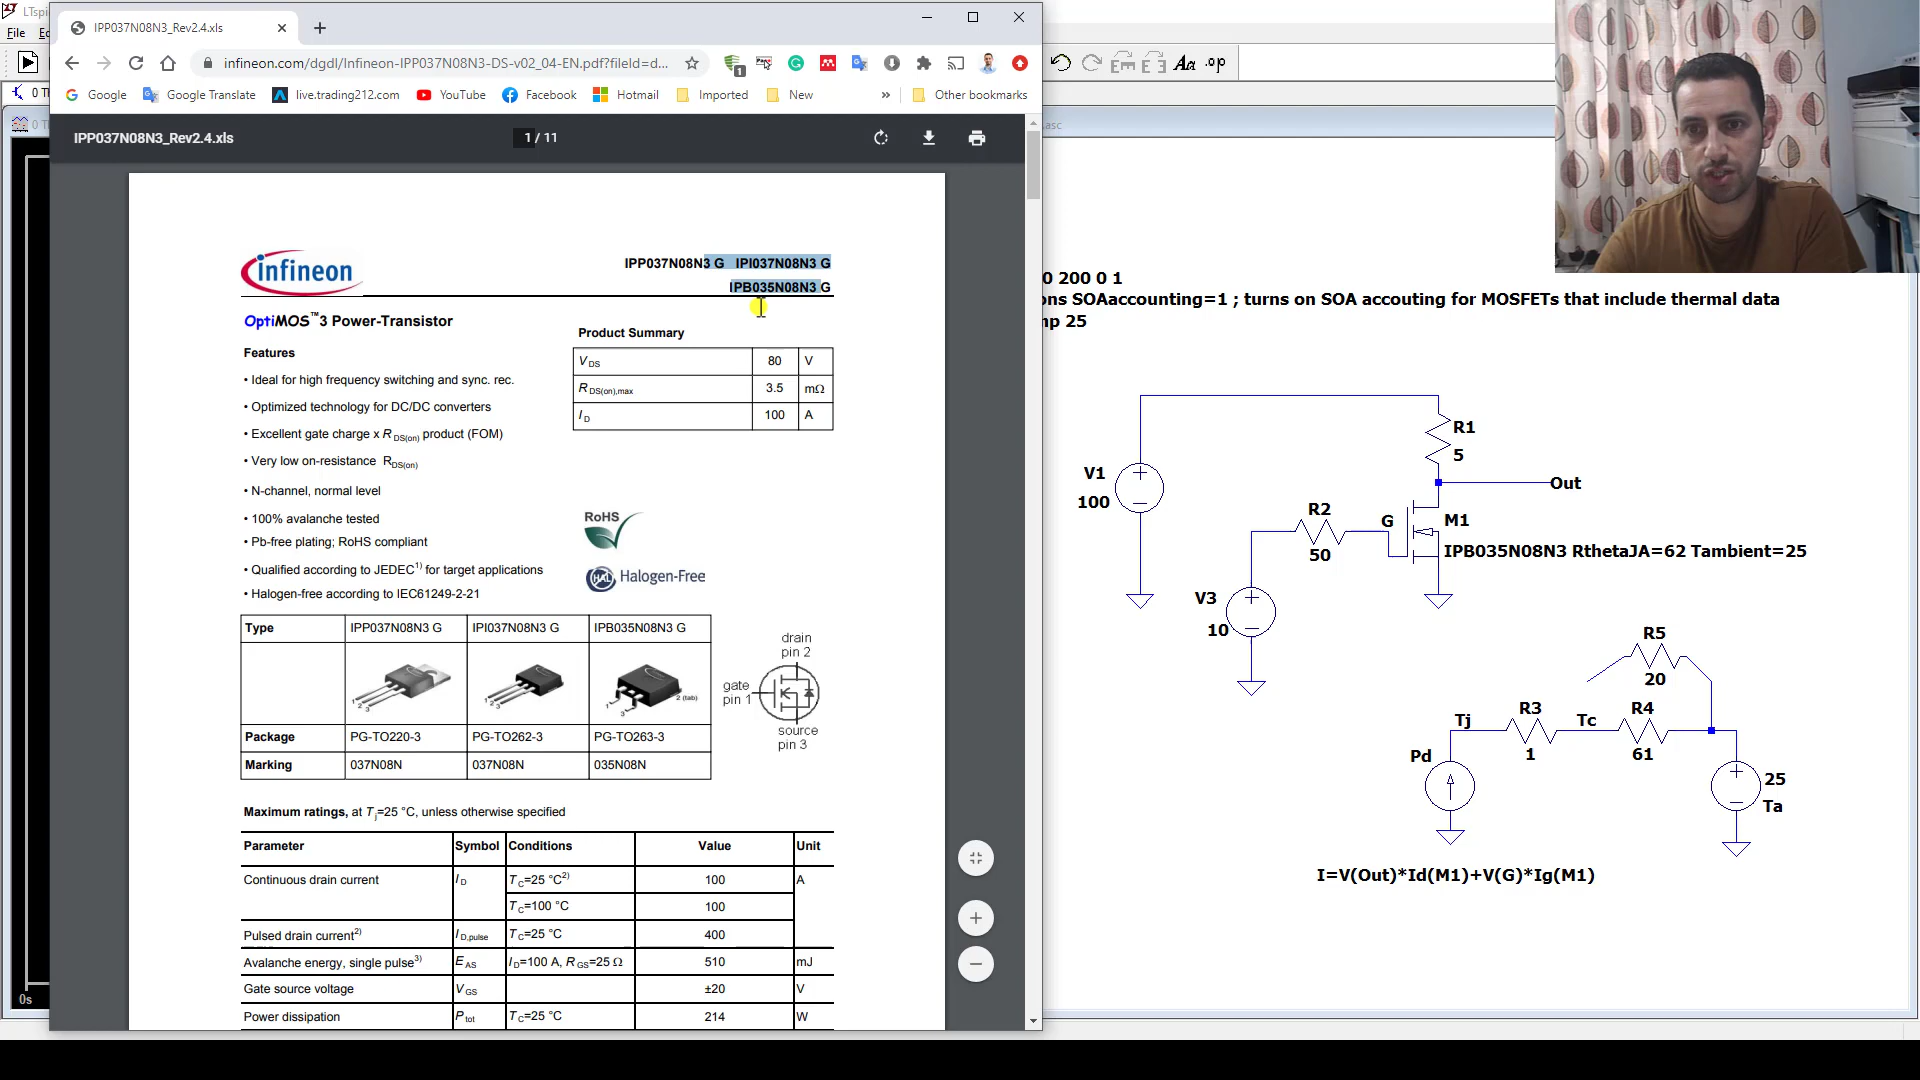 LTspi
IPP037N08N3_Rev2.4.xls
File
infineon.com/dgdl/Infineon-IPP037N08N3-DS-v02_04-EN.pdf?fileId=d...
1
.op
Google
Google Translate
live.trading212.com
YouTube
Facebook
Hotmail
Imported
New
»
Other bookmarks
.asc
IPP037N08N3_Rev2.4.xls
1 / 11
infineon
IPP037N08N3 G IPI037N08N3 G
IPB035N08N3 G
OptiMOS™3 Power-Transistor
Product Summary
V DS 80 V
R DS(on),max 3.5 mΩ
I D 100 A
Features
• Ideal for high frequency switching and sync. rec.
• Optimized technology for DC/DC converters
• Excellent gate charge x R DS(on) product (FOM)
• Very low on-resistance R DS(on)
• N-channel, normal level
• 100% avalanche tested
• Pb-free plating; RoHS compliant
• Qualified according to JEDEC1) for target applications
• Halogen-free according to IEC61249-2-21
RoHS
HAL Halogen-Free
Type IPP037N08N3 G IPI037N08N3 G IPB035N08N3 G
2 (tab)
Package PG-TO220-3 PG-TO262-3 PG-TO263-3
Marking 037N08N 037N08N 035N08N
drain
pin 2
gate
pin 1
source
pin 3
Maximum ratings, at T j=25 °C, unless otherwise specified
Parameter Symbol Conditions Value Unit
Continuous drain current I D T C=25 °C2) 100 A
T C=100 °C 100
Pulsed drain current2) I D,pulse T C=25 °C 400
Avalanche energy, single pulse3) E AS I D=100 A, R GS=25 Ω 510 mJ
Gate source voltage V GS ±20 V
Power dissipation P tot T C=25 °C 214 W
0s
0 200 0 1
ons SOAaccounting=1 ; turns on SOA accouting for MOSFETs that include thermal data
mp 25
V1
100
R1
5
Out
R2
50
G
M1
IPB035N08N3 RthetaJA=62 Tambient=25
V3
10
R5
20
Tj
R3
1
Tc
R4
61
Pd
25
Ta
I=V(Out)*Id(M1)+V(G)*Ig(M1)